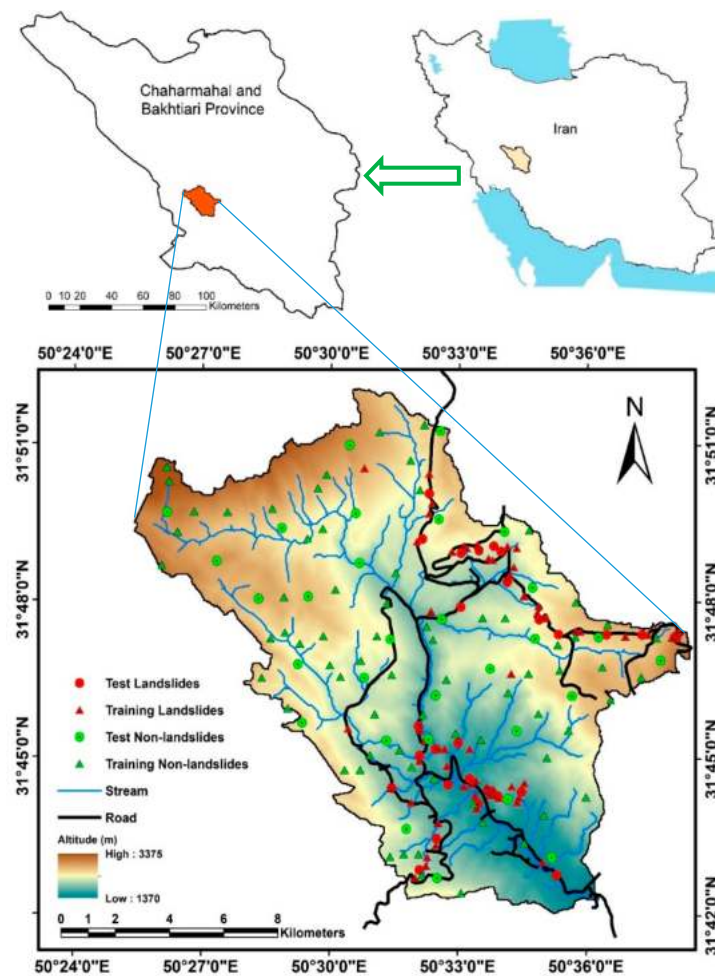 Chaharmahal and
Bakhtiari Province
Iran
0 10 20 40 60 80 100
Kilometers
50°24'0"E 50°27'0"E 50°30'0"E 50°33'0"E 50°36'0"E
N
31°51'0"N 31°51'0"N
31°48'0"N 31°48'0"N
Test Landslides
Training Landslides
Test Non-landslides
Training Non-landslides
31°45'0"N 31°45'0"N
Stream
Road
Altitude (m)
High : 3375
Low : 1370
31°42'0"N 31°42'0"N
0 1 2 4 6 8
Kilometers
50°24'0"E 50°27'0"E 50°30'0"E 50°33'0"E 50°36'0"E